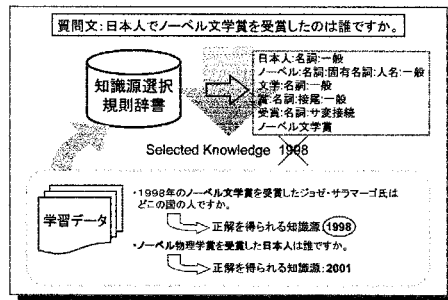 質問文:日本人でノーベル文学賞を受賞したのは誰ですか。
知識源選択
規則辞書
日本人:名詞:一般
ノーベル:名詞:固有名詞:人名:一般
文学:名詞:一般
賞:名詞:接尾:一般
受賞:名詞:サ変接続
ノーベル文学賞
Selected Knowledge 1998
学習データ
・1998年のノーベル文学賞を受賞したジョゼ・サラマーゴ氏は
どこの国の人ですか。
正解を得られる知識源 1998
・ノーベル物理学賞を受賞した日本人は誰ですか。
正解を得られる知識源:2001